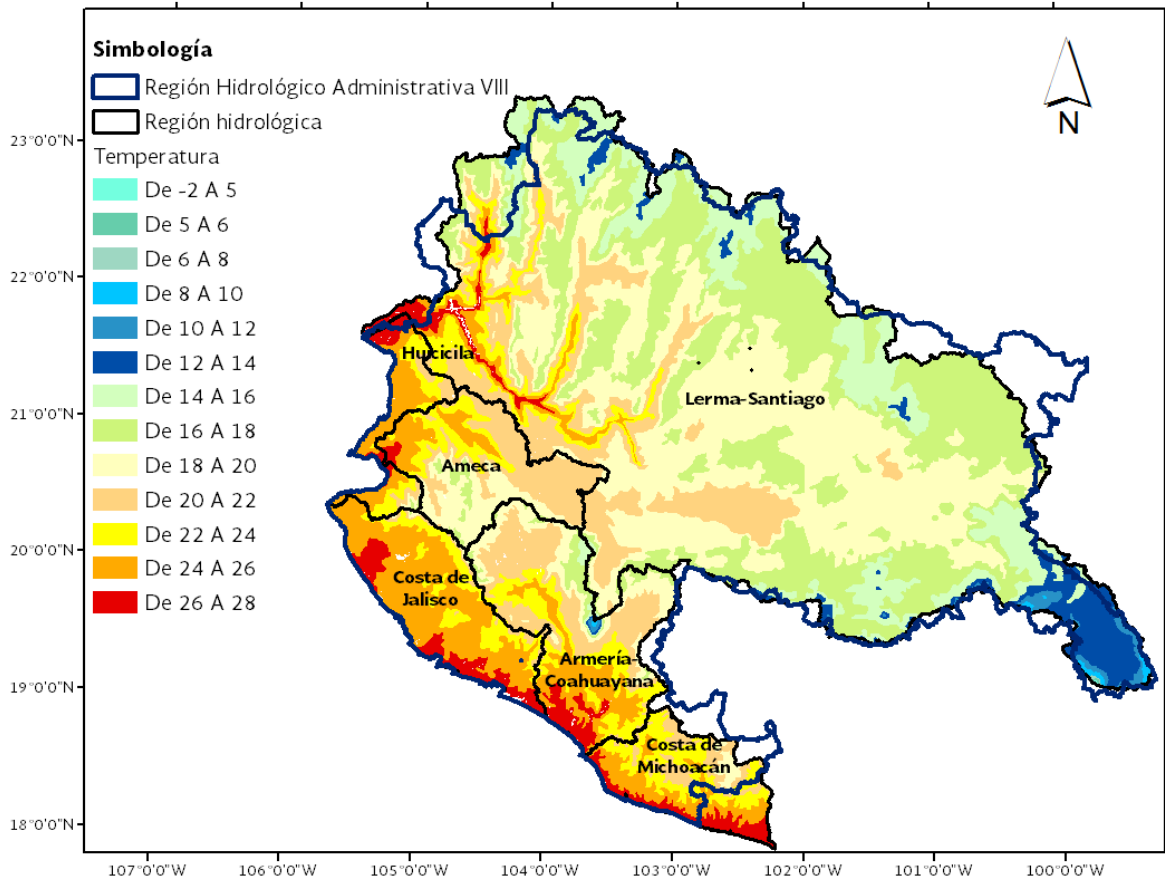 Simbología
Región Hidrológico Administrativa VIII
Región hidrológica
Temperatura
De -2 A 5
De 5 A 6
De 6 A 8
De 8 A 10
De 10 A 12
De 12 A 14
De 14 A 16
De 16 A 18
De 18 A 20
De 20 A 22
De 22 A 24
De 24 A 26
De 26 A 28
N
Huicicila
Lerma-Santiago
Ameca
Costa de
Jalisco
Armería-
Coahuayana
Costa de
Michoacán
23°0'0"N
22°0'0"N
21°0'0"N
20°0'0"N
19°0'0"N
18°0'0"N
107°0'0"W 106°0'0"W 105°0'0"W 104°0'0"W 103°0'0"W 102°0'0"W 101°0'0"W 100°0'0"W